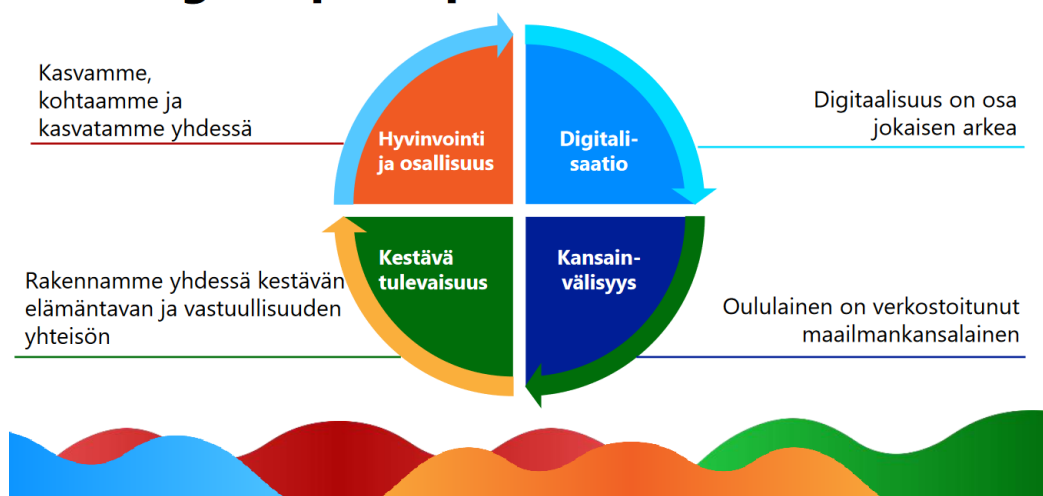 Kasvamme,
kohtaamme ja
kasvatamme yhdessä
Hyvinvointi
ja osallisuus
Digitali-
saatio
Digitaalisuus on osa
jokaisen arkea
Rakennamme yhdessä kestävän
elämäntavan ja vastuullisuuden
yhteisön
Kestävä
tulevaisuus
Kansain-
välisyys
Oululainen on verkostoitunut
maailmankansalainen